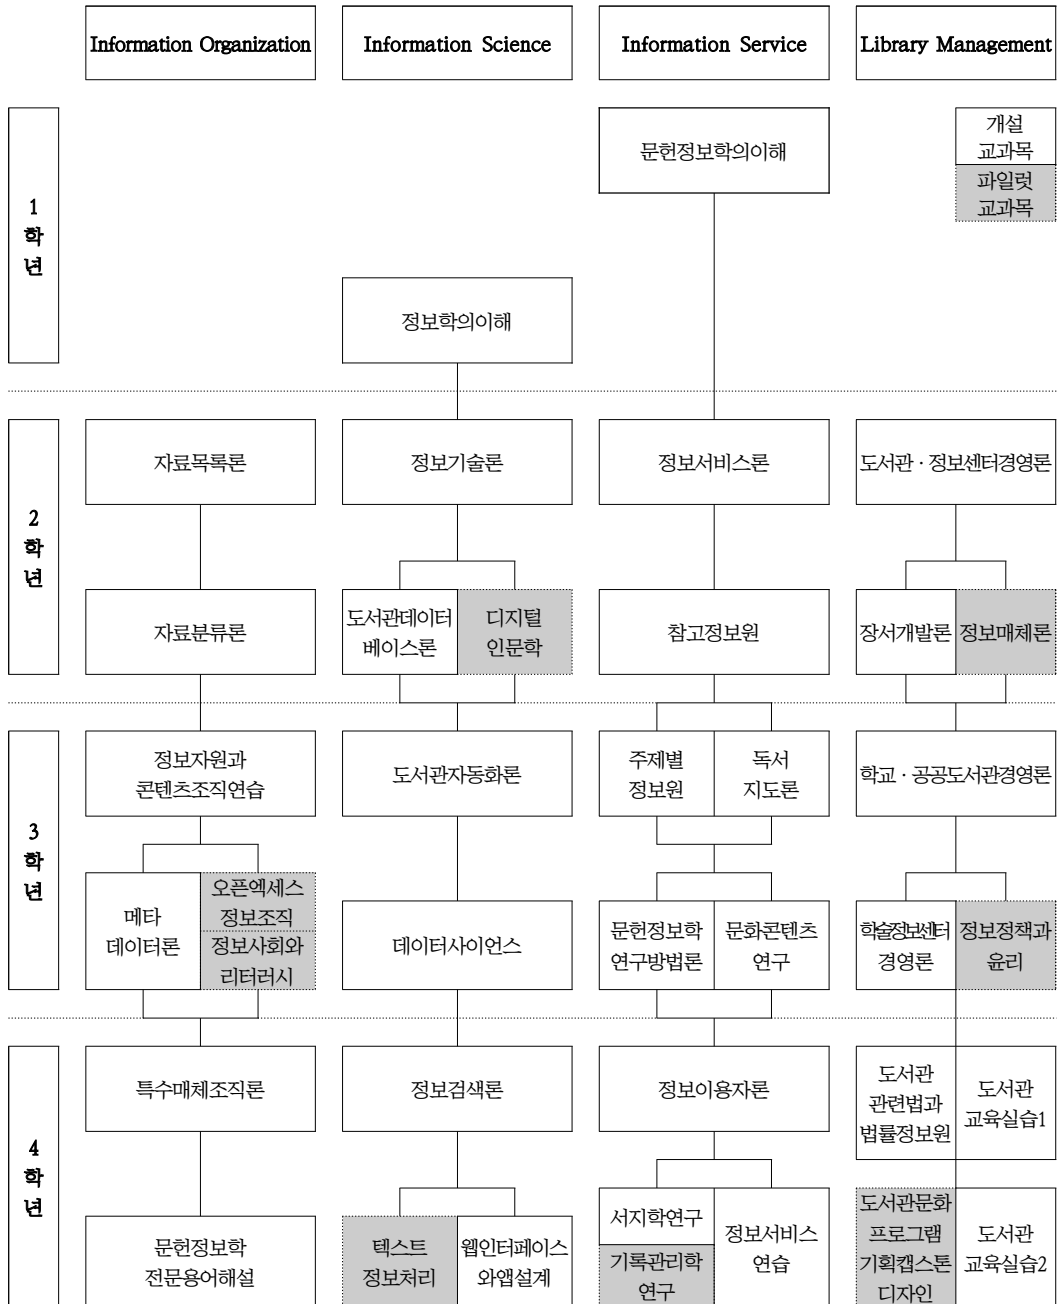 Information Organization
Information Science
Information Service
Library Management
1
학
년
문헌정보학의이해
개설
교과목
파일럿
교과목
정보학의이해
2
학
년
자료목록론
정보기술론
정보서비스론
도서관 · 정보센터경영론
자료분류론
도서관데이터
베이스론
디지털
인문학
참고정보원
장서개발론
정보매체론
3
학
년
정보자원과
콘텐츠조직연습
도서관자동화론
주제별
정보원
독서
지도론
학교 · 공공도서관경영론
메타
데이터론
오픈엑세스
정보조직
정보사회와
리터러시
데이터사이언스
문헌정보학
연구방법론
문화콘텐츠
연구
학술정보센터
경영론
정보정책과
윤리
4
학
년
특수매체조직론
정보검색론
정보이용자론
도서관
관련법과
법률정보원
도서관
교육실습1
문헌정보학
전문용어해설
텍스트
정보처리
웹인터페이스
와앱설계
서지학연구
기록관리학
연구
정보서비스
연습
도서관문화
프로그램
기획캡스톤
디자인
도서관
교육실습2